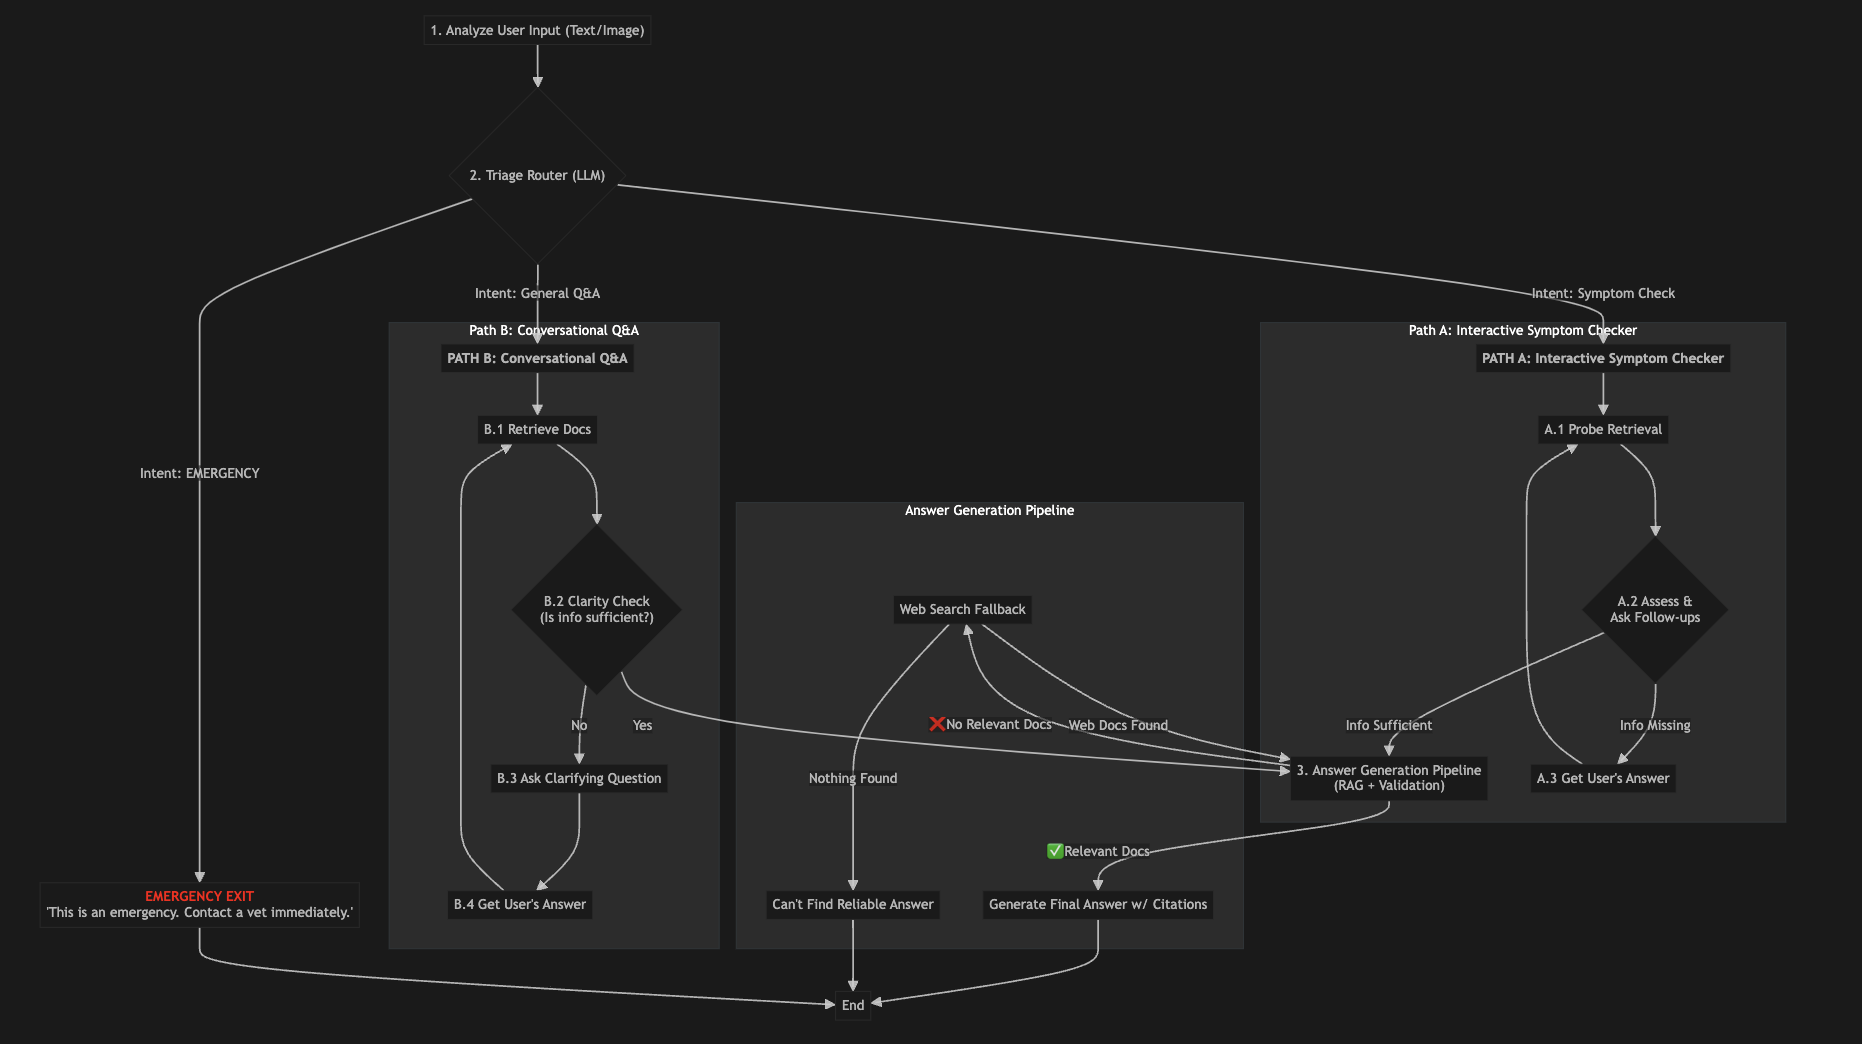 1. Analyze User Input (Text/Image)
2. Triage Router (LLM)
Intent: General Q&A
Intent: Symptom Check
Path B: Conversational Q&A
Path A: Interactive Symptom Checker
PATH B: Conversational Q&A
PATH A: Interactive Symptom Checker
B.1 Retrieve Docs
A.1 Probe Retrieval
Intent: EMERGENCY
Answer Generation Pipeline
B.2 Clarity Check
(Is info sufficient?)
Web Search Fallback
A.2 Assess &
Ask Follow-ups
No
Yes
❌No Relevant Docs
Web Docs Found
Info Sufficient
Info Missing
B.3 Ask Clarifying Question
Nothing Found
3. Answer Generation Pipeline
(RAG + Validation)
A.3 Get User's Answer
✅Relevant Docs
EMERGENCY EXIT
'This is an emergency. Contact a vet immediately.'
B.4 Get User's Answer
Can't Find Reliable Answer
Generate Final Answer w/ Citations
End